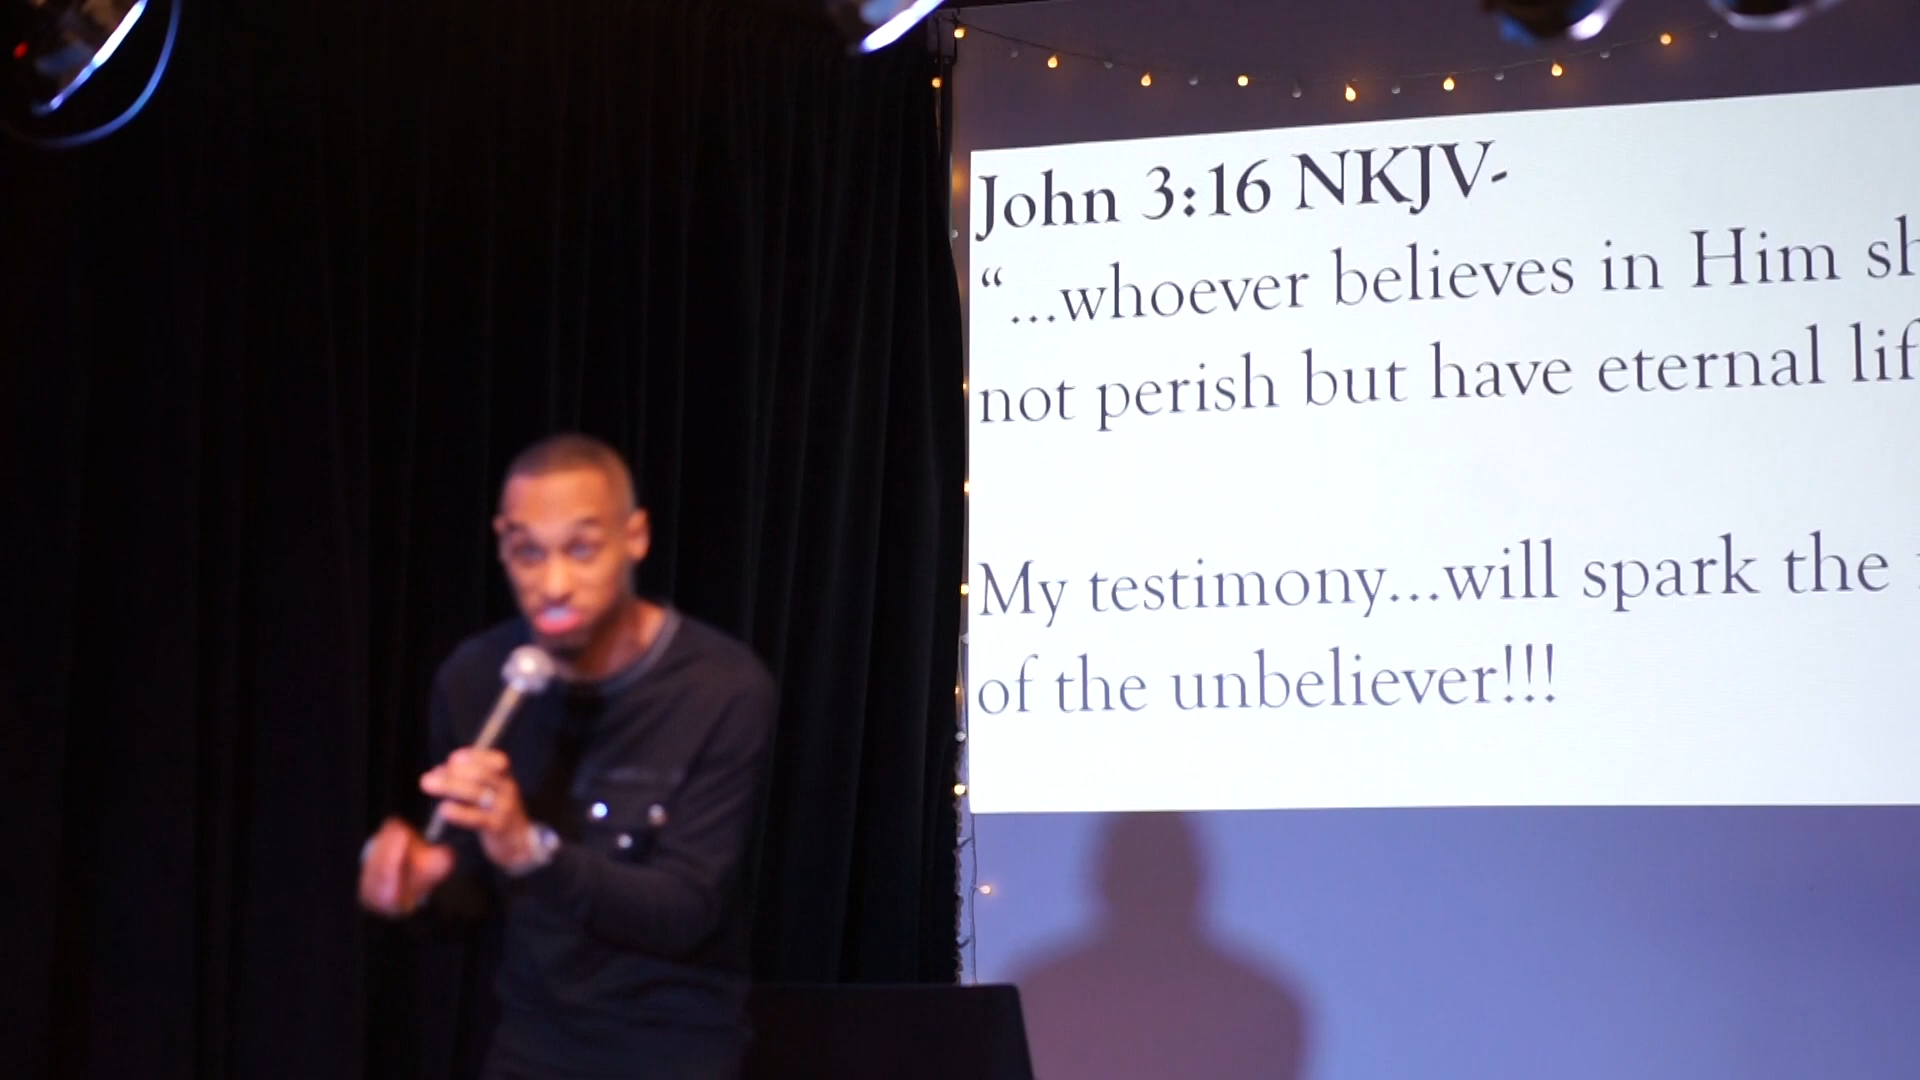 John 3:16 NKJV-
“...whoever believes in Him
not perish but have eternal
My testimony...will spark the
of the unbeliever!!!